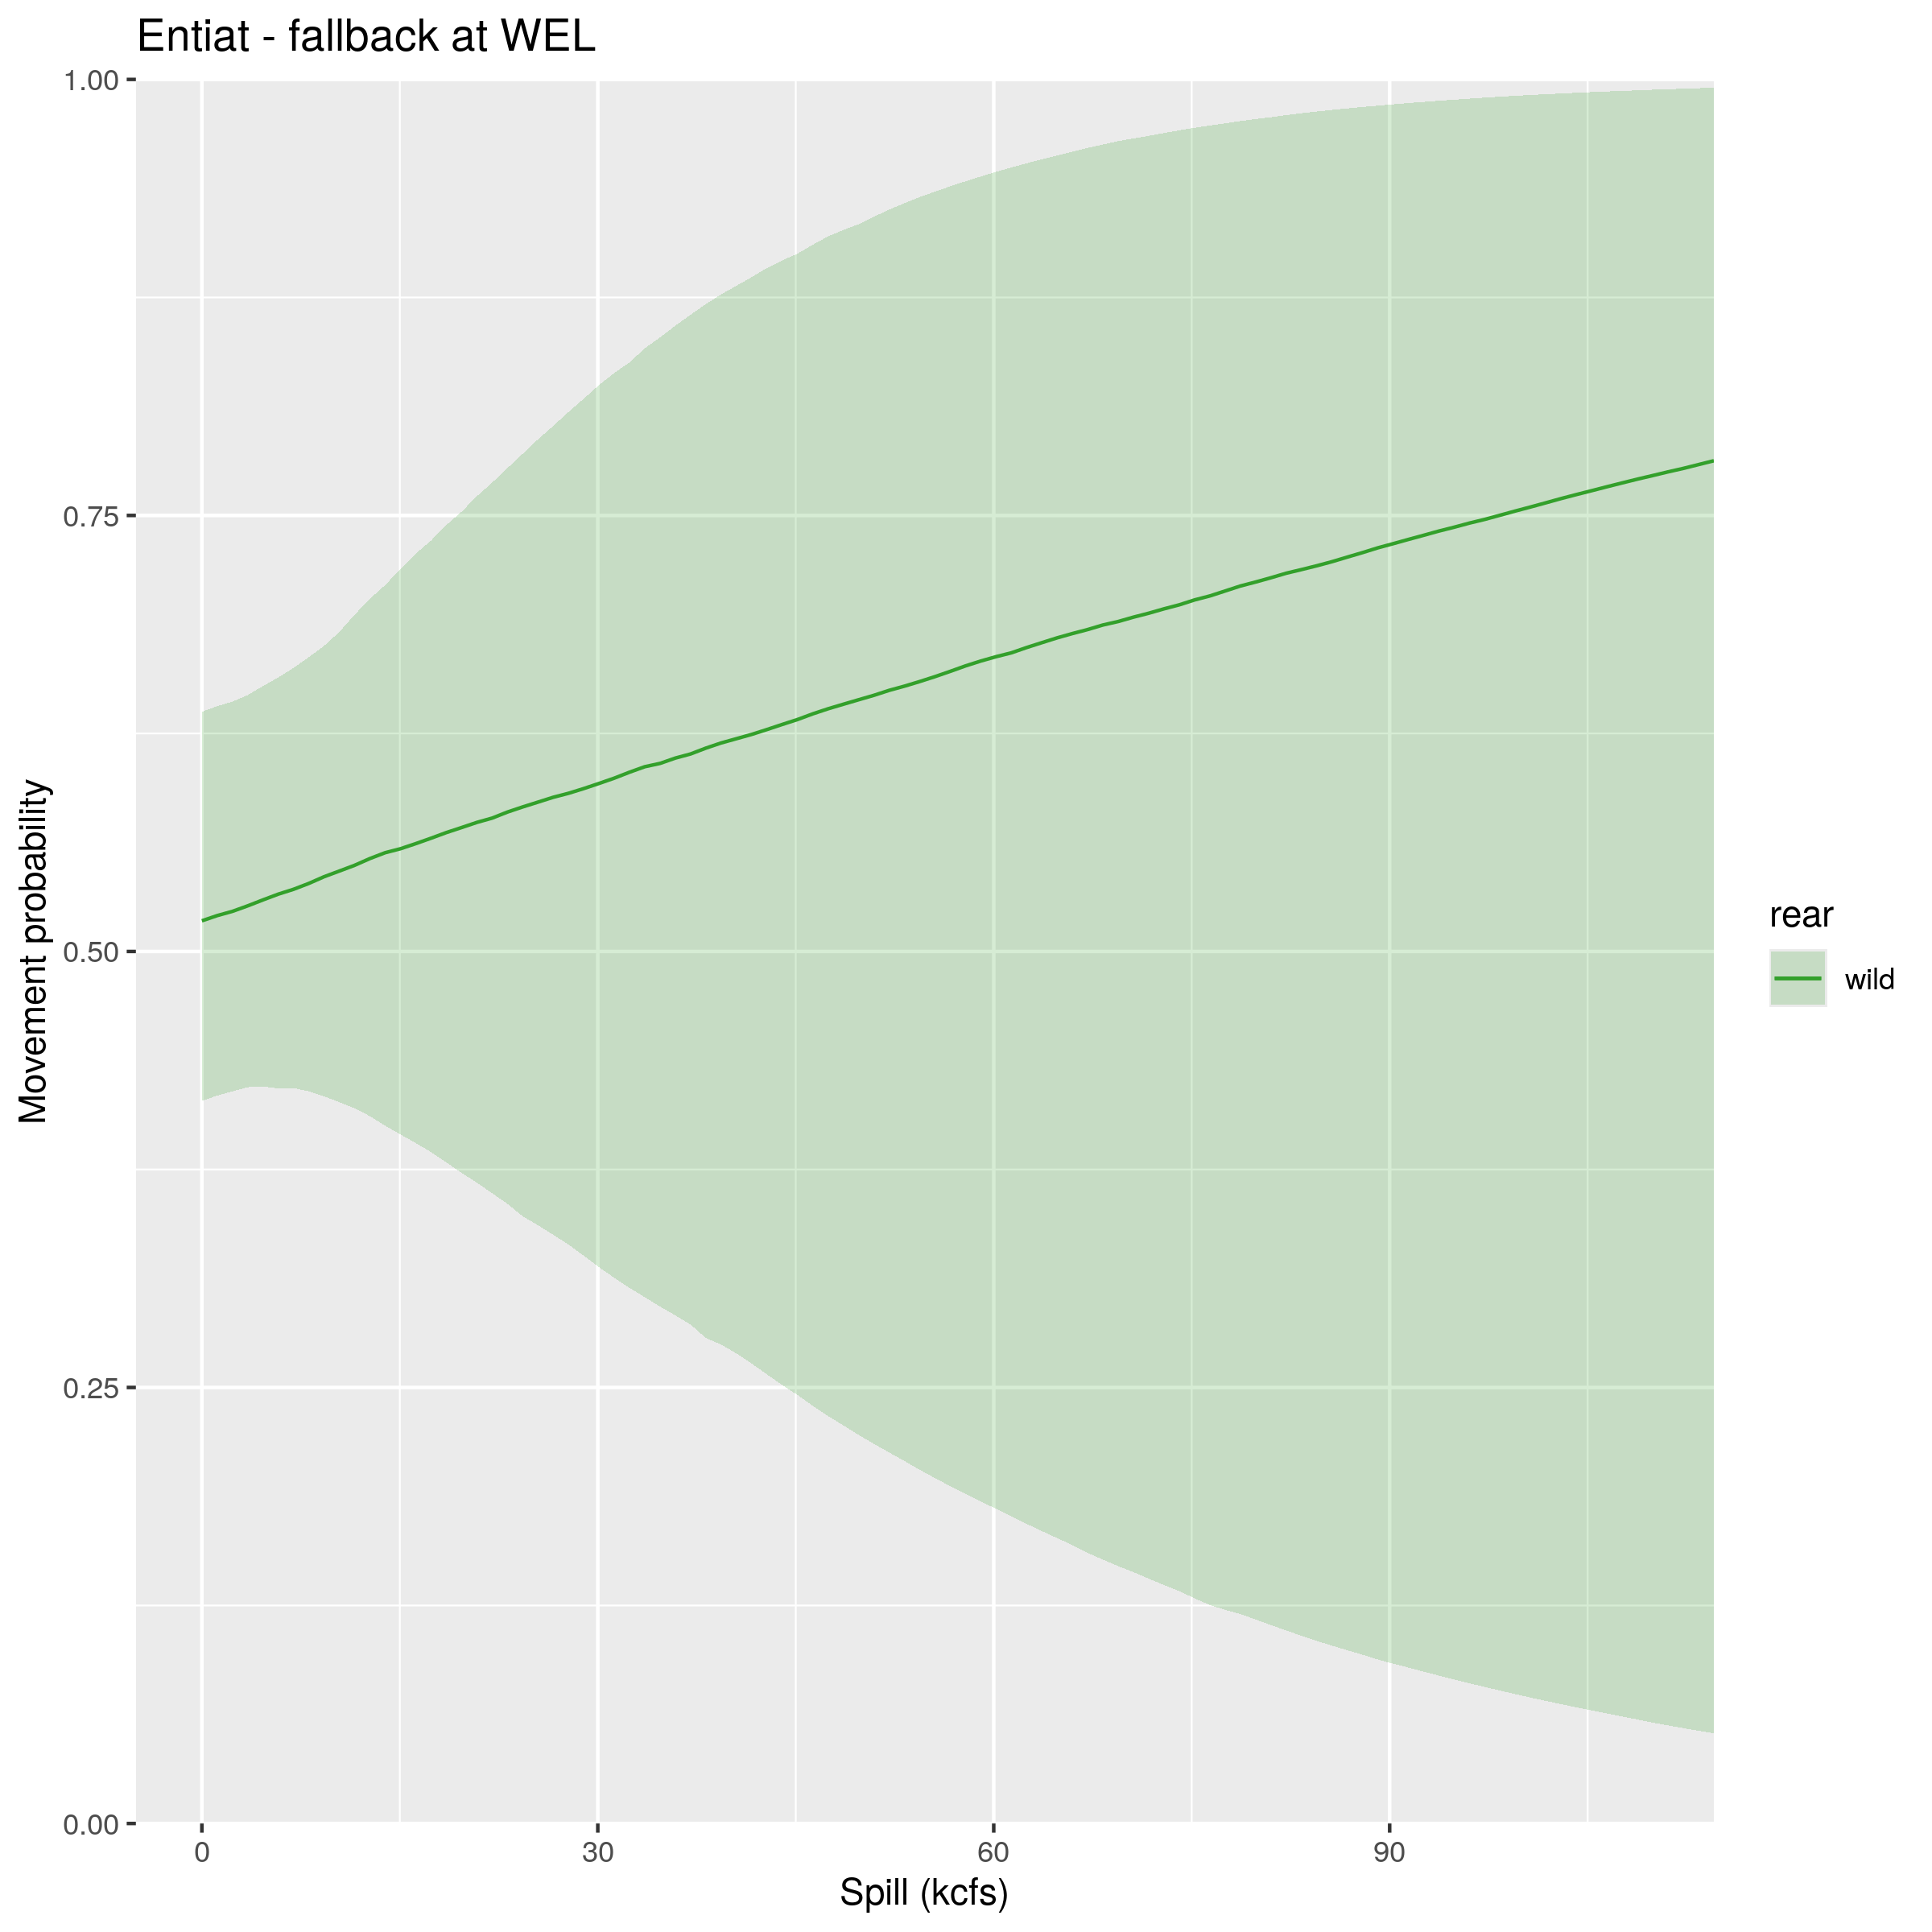 Entiat - fallback at WEL
1.00
0.75
0.50
0.25
0.00
Movement probability
0
30
60
90
Spill (kcfs)
rear
wild